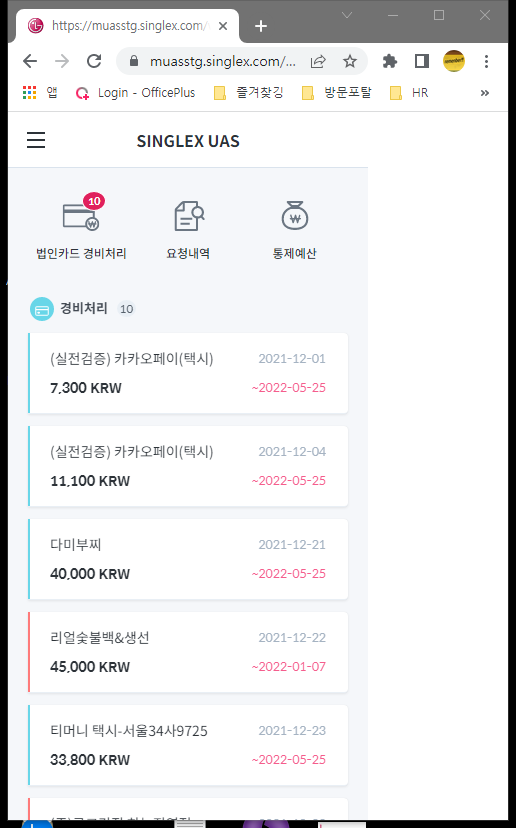 https://muasstg.singlex.com/
muasstg.singlex.com/...
앱
Login - OfficePlus
즐겨찾깅
방문포탈
HR
SINGLEX UAS
10
법인카드 경비처리
요청내역
통제예산
경비처리 10
(실전검증) 카카오페이(택시) 2021-12-01
7,300 KRW ~2022-05-25
(실전검증) 카카오페이(택시) 2021-12-04
11,100 KRW ~2022-05-25
다미부찌 2021-12-21
40,000 KRW ~2022-05-25
리얼숯불백&생선 2021-12-22
45,000 KRW ~2022-01-07
티머니 택시-서울34사9725 2021-12-23
33,800 KRW ~2022-05-25